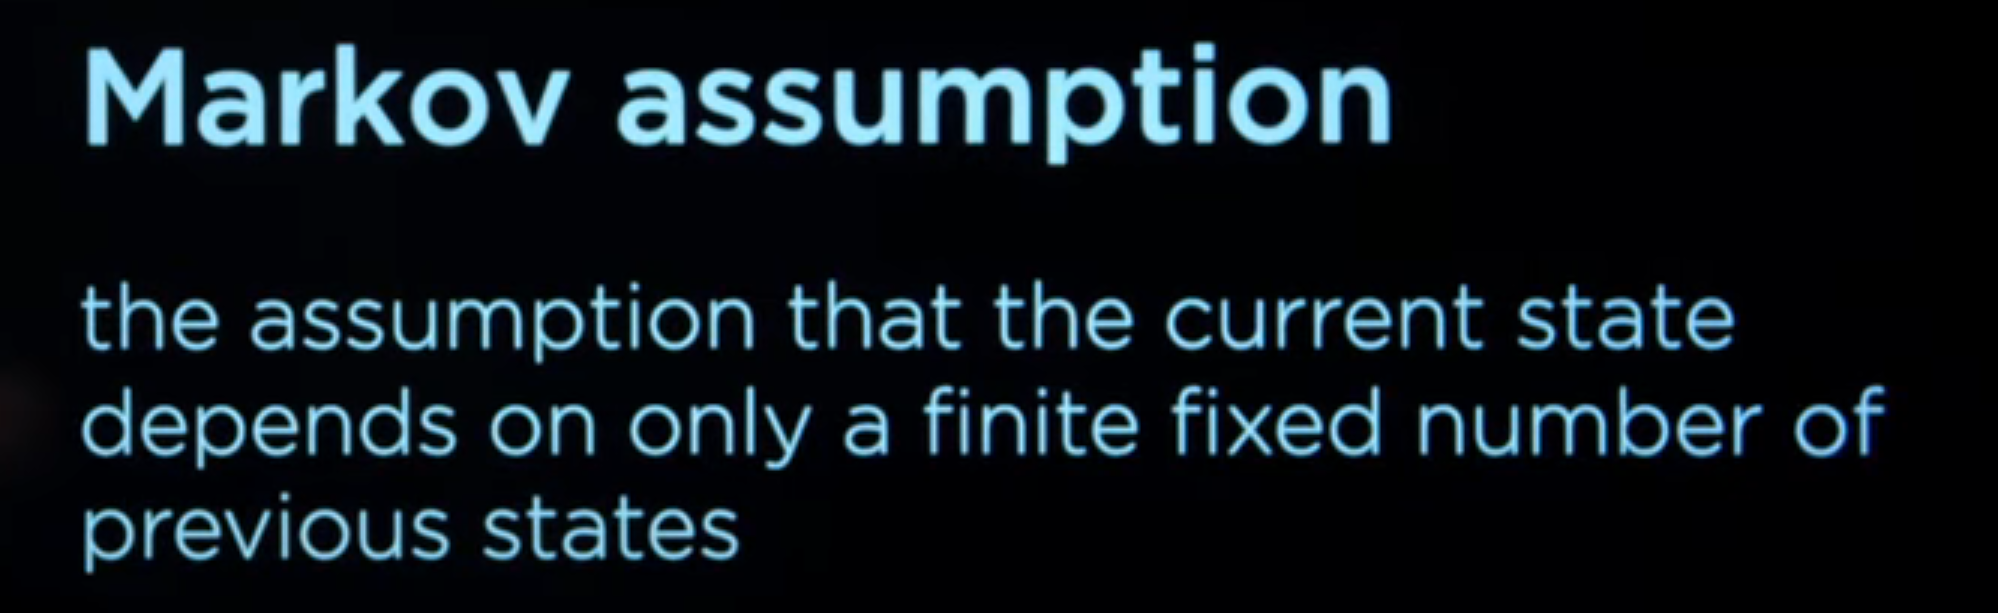 Markov assumption
the assumption that the current state
depends on only a finite fixed number of
previous states